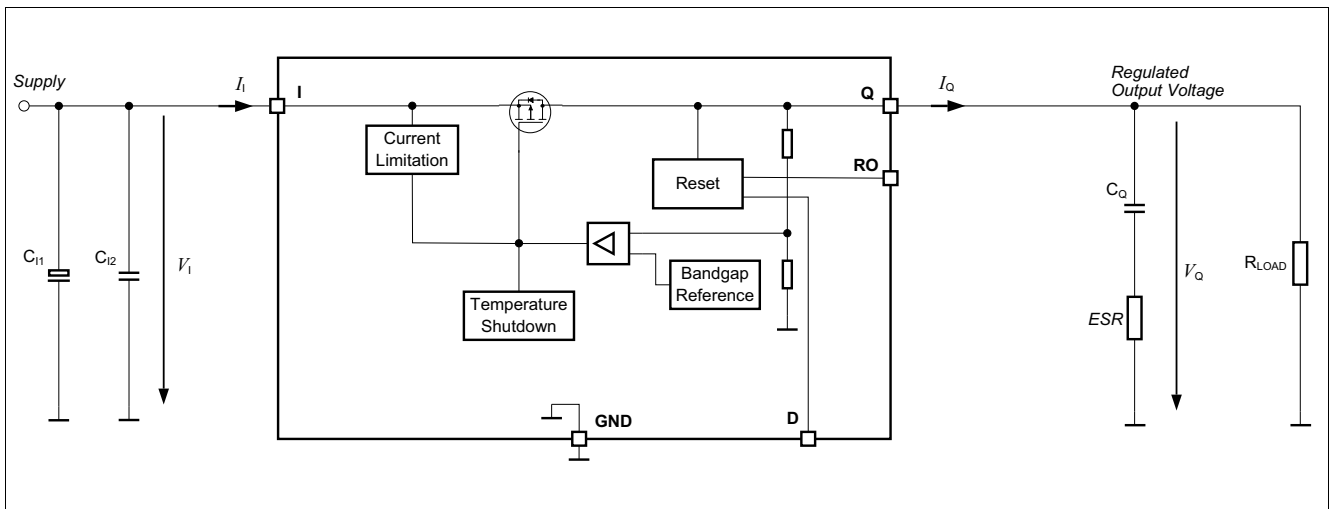 Supply
I_I
I
Q
I_Q
Regulated
Output Voltage
Current
Limitation
RO
Reset
C_Q
C_I1
C_I2
V_I
Bandgap
Reference
V_Q
R_LOAD
Temperature
Shutdown
ESR
GND
D